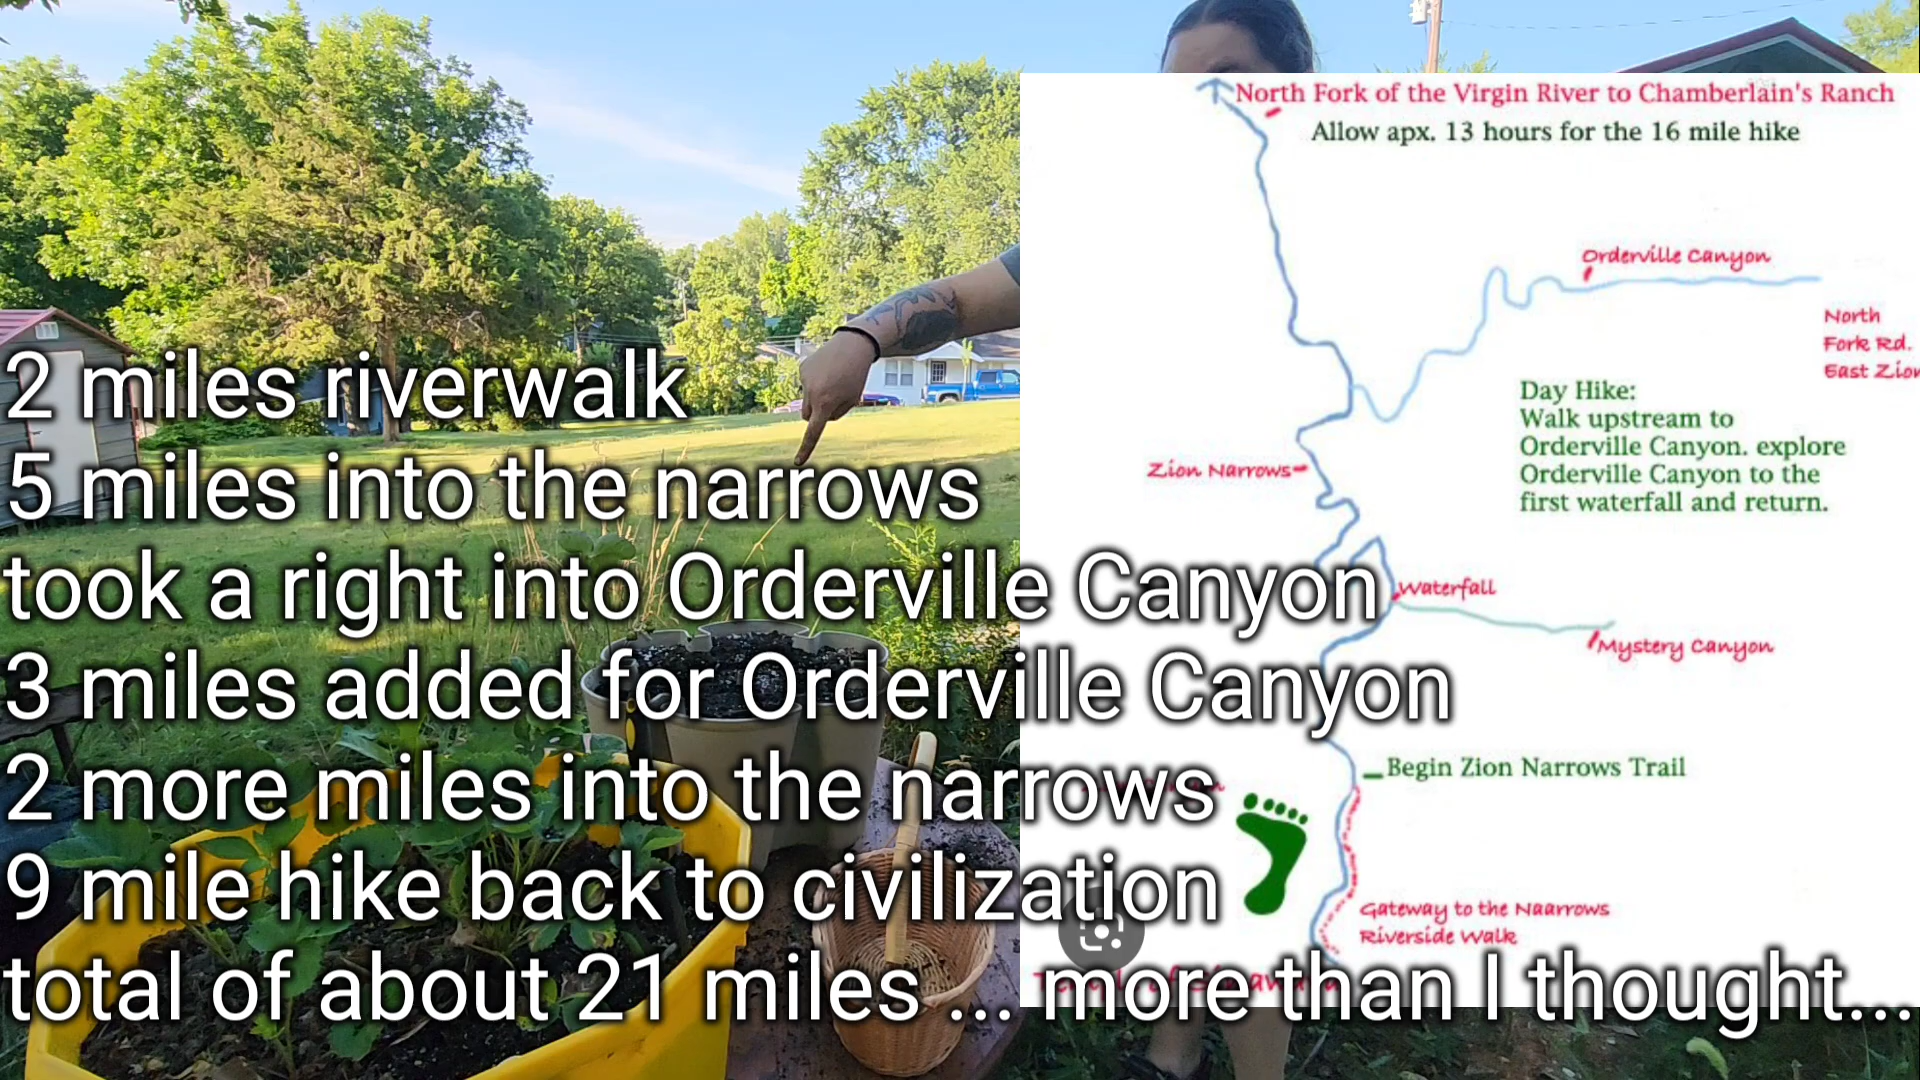 North Fork of the Virgin River to Chamberlain's Ranch
Allow apx. 13 hours for the 16 mile hike
Orderville Canyon
North
Fork Rd.
East Zion
Day Hike:
Walk upstream to
Orderville Canyon. explore
Orderville Canyon to the
first waterfall and return.
Zion Narrows
Waterfall
Mystery Canyon
Begin Zion Narrows Trail
Gateway to the Naarrows
Riverside Walk
2 miles riverwalk
5 miles into the narrows
took a right into Orderville Canyon
3 miles added for Orderville Canyon
2 more miles into the narrows
9 mile hike back to civilization
total of about 21 miles ... more than I thought...